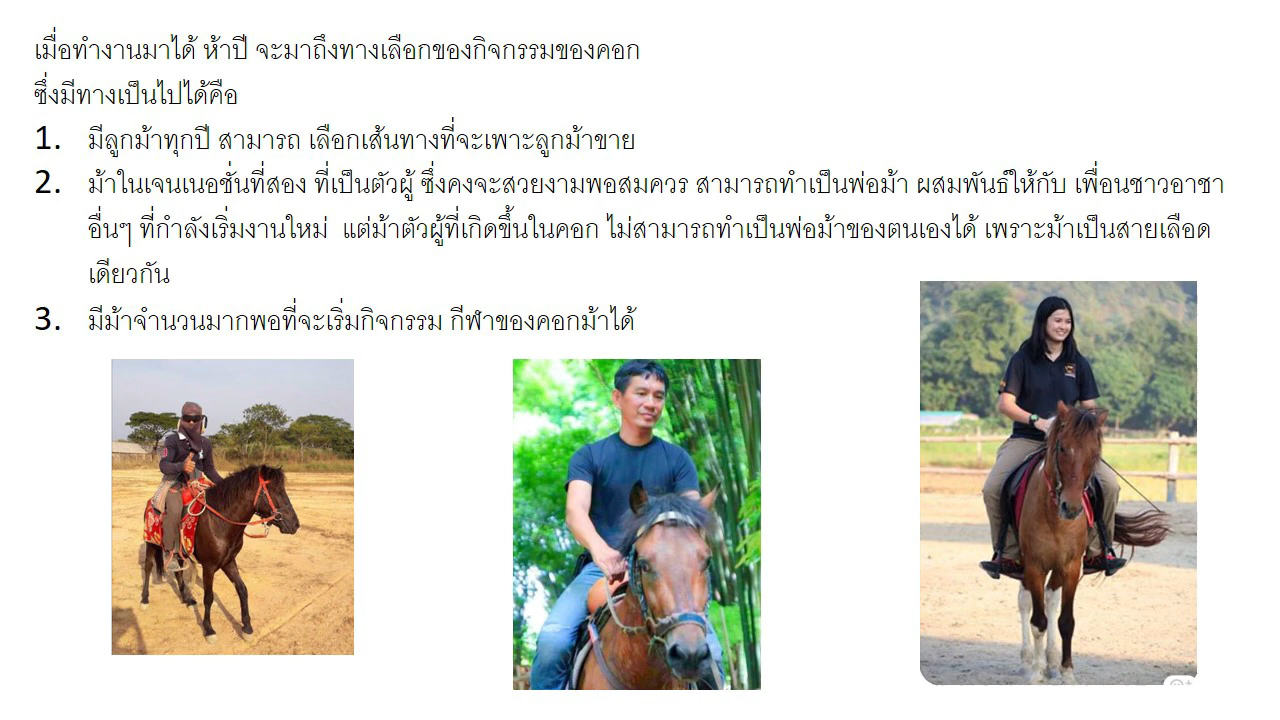 เมื่อทำงานมาได้ ห้าปี จะมาถึงทางเลือกของกิจกรรมของคอก
ซึ่งมีทางเป็นไปได้คือ
1. มีลูกม้าทุกปี สามารถ เลือกเส้นทางที่จะเพาะลูกม้าขาย
2. ม้าในเจนเนอชั่นที่สอง ที่เป็นตัวผู้ ซึ่งคงจะสวยงามพอสมควร สามารถทำเป็นพ่อม้า ผสมพันธ์ให้กับ เพื่อนชาวอาชา
อื่นๆ ที่กำลังเริ่มงานใหม่ แต่ม้าตัวผู้ที่เกิดขึ้นในคอก ไม่สามารถทำเป็นพ่อม้าของตนเองได้ เพราะม้าเป็นสายเลือด
เดียวกัน
3. มีม้าจำนวนมากพอที่จะเริ่มกิจกรรม กีฬาของคอกม้าได้